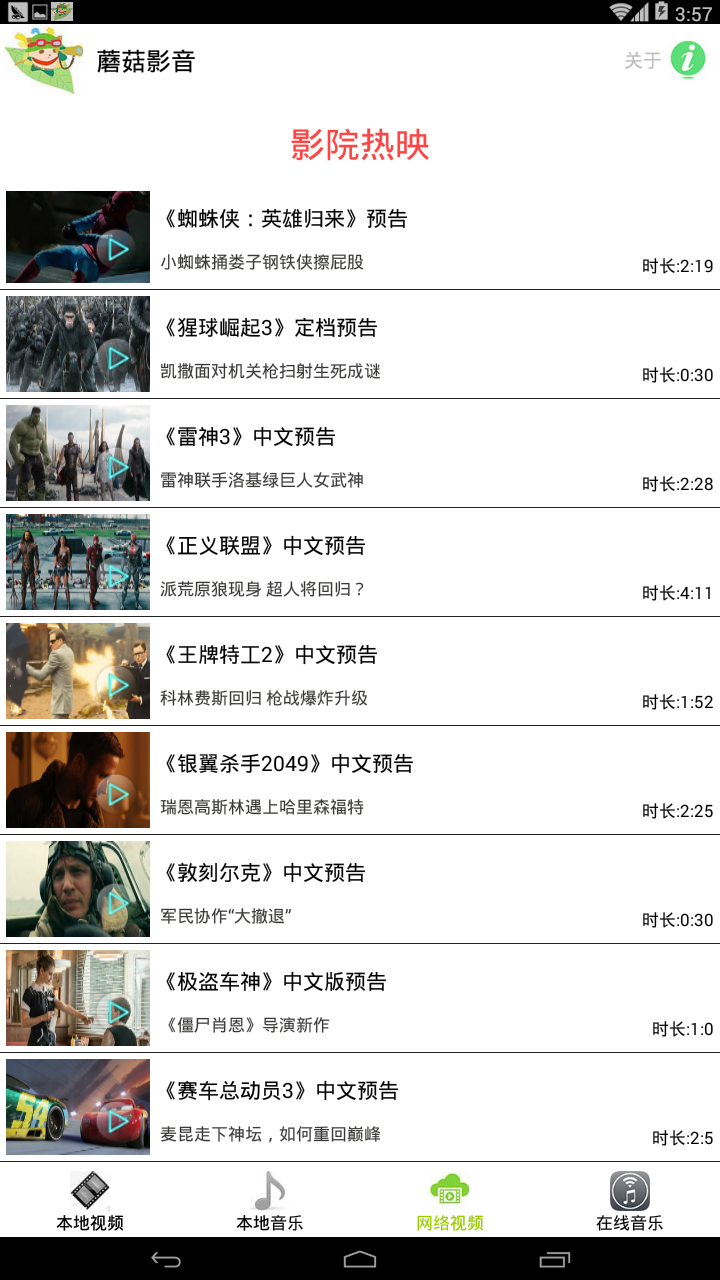 3:57
蘑菇影音
关于
影院热映
《蜘蛛侠：英雄归来》预告
小蜘蛛捅娄子钢铁侠擦屁股
时长:2:19
《猩球崛起3》定档预告
凯撒面对机关枪扫射生死成谜
时长:0:30
《雷神3》中文预告
雷神联手洛基绿巨人女武神
时长:2:28
《正义联盟》中文预告
派荒原狼现身 超人将回归？
时长:4:11
《王牌特工2》中文预告
科林费斯回归 枪战爆炸升级
时长:1:52
《银翼杀手2049》中文预告
瑞恩高斯林遇上哈里森福特
时长:2:25
《敦刻尔克》中文预告
军民协作“大撤退”
时长:0:30
《极盗车神》中文版预告
《僵尸肖恩》导演新作
时长:1:0
《赛车总动员3》中文预告
麦昆走下神坛，如何重回巅峰
时长:2:5
本地视频
本地音乐
网络视频
在线音乐